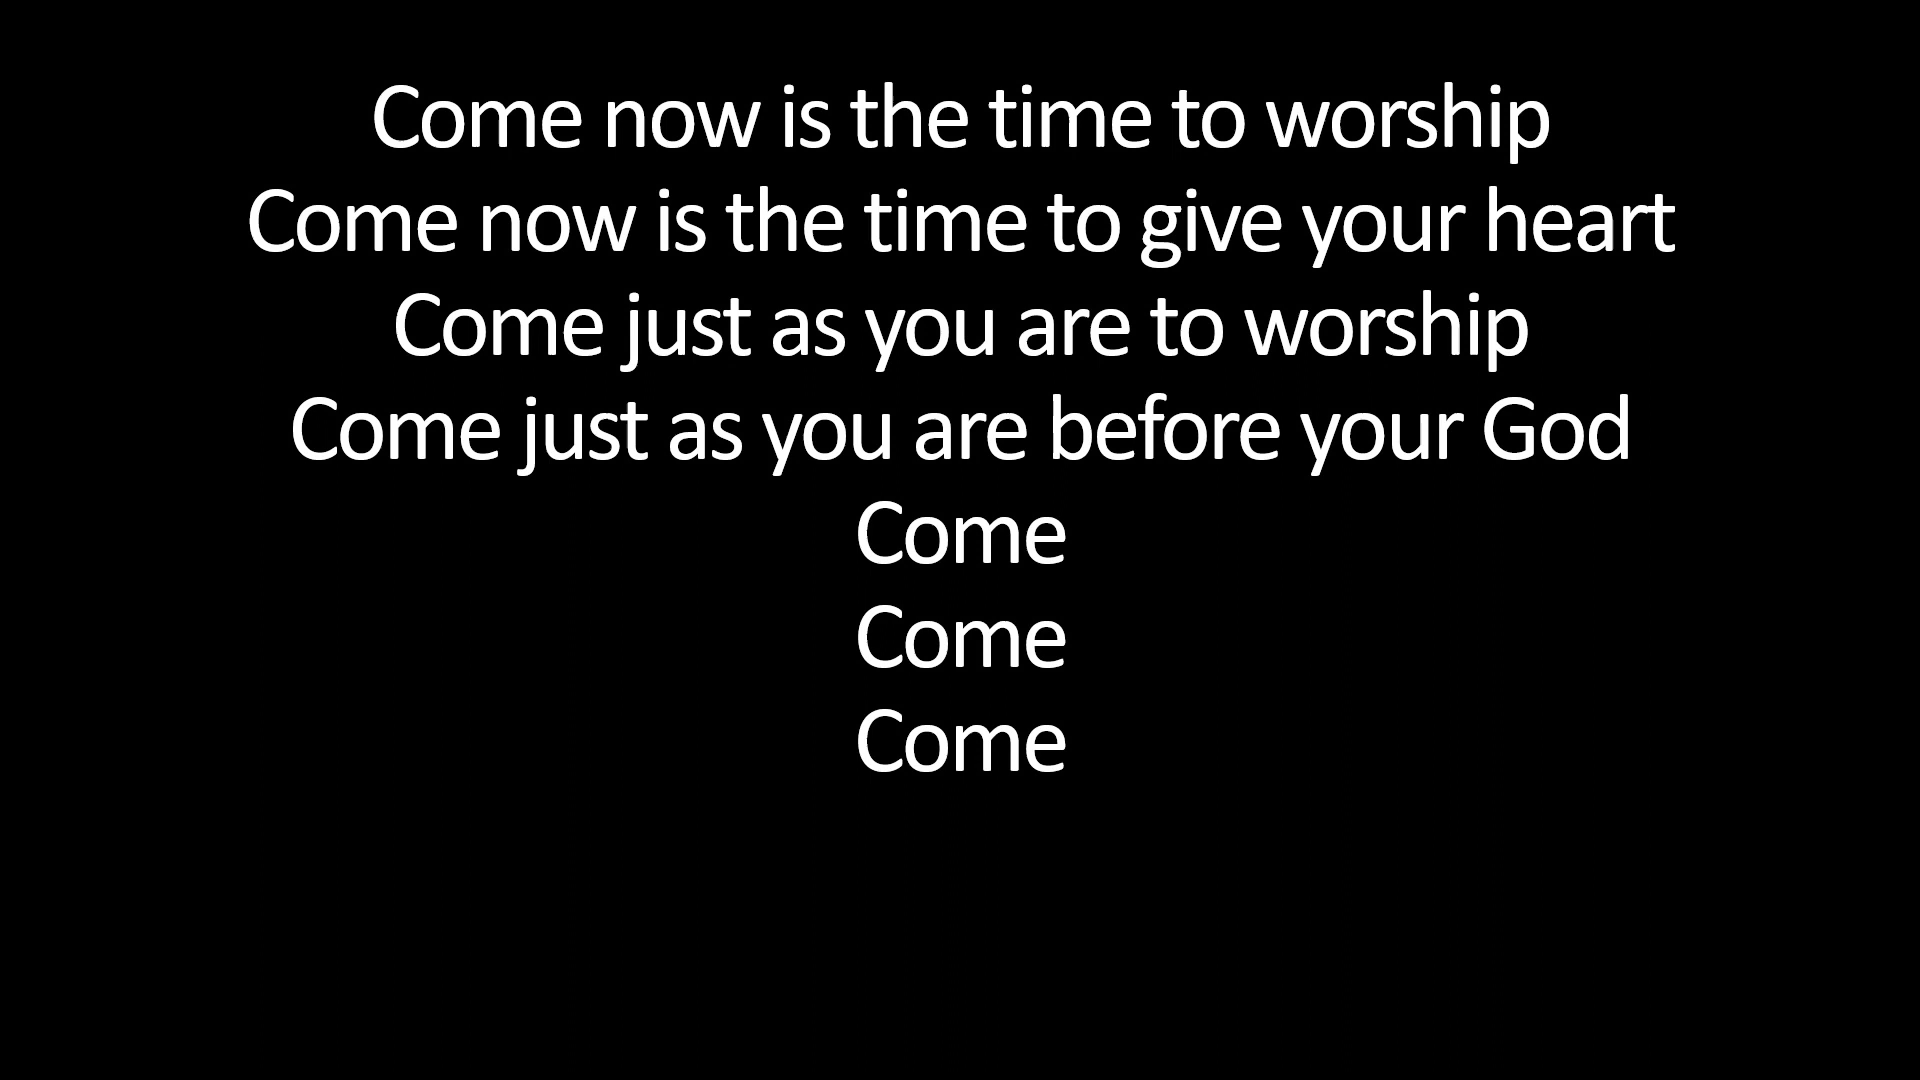 Come now is the time to worship
Come now is the time to give your heart
Come just as you are to worship
Come just as you are before your God
Come
Come
Come